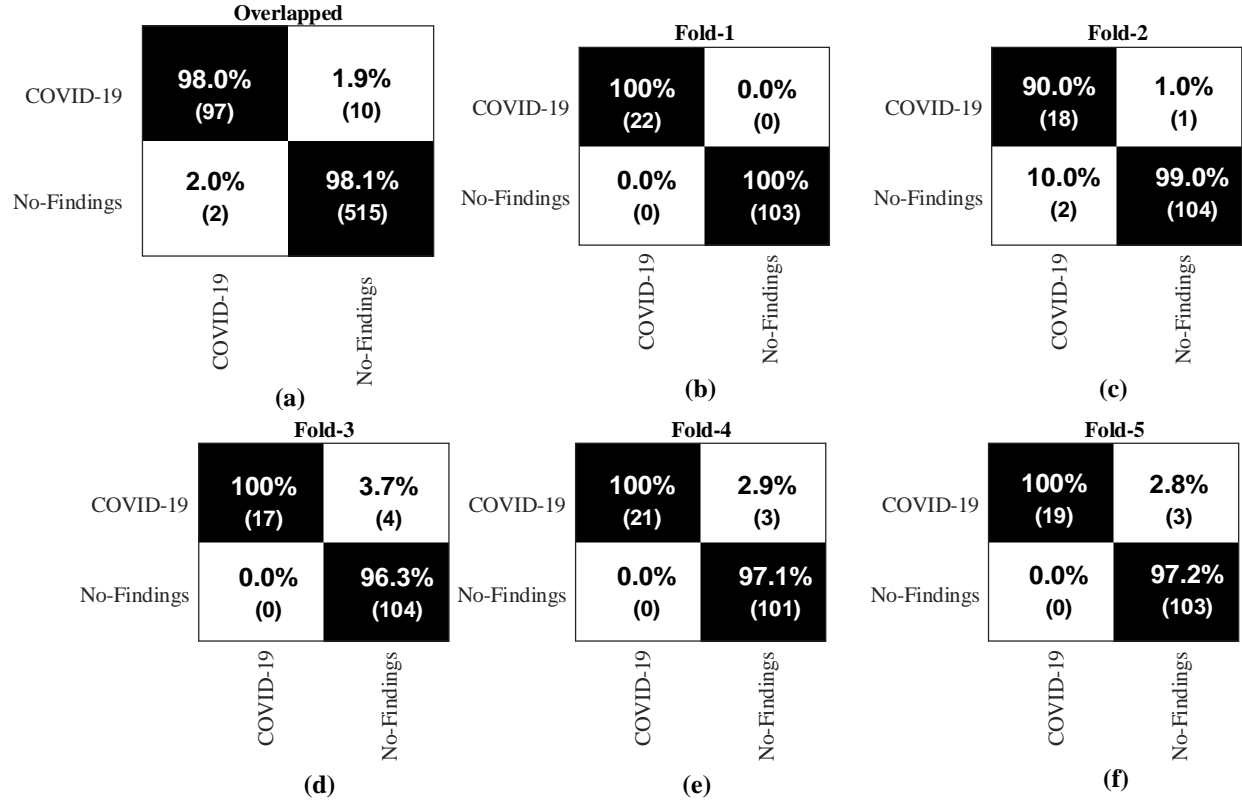 Overlapped
COVID-19
98.0%
1.9%
(97)
(10)
No-Findings
2.0%
98.1%
(2)
(515)
COVID-19
No-Findings
(a)
Fold-1
COVID-19
100%
0.0%
(22)
(0)
No-Findings
0.0%
100%
(0)
(103)
COVID-19
No-Findings
(b)
Fold-2
COVID-19
90.0%
1.0%
(18)
(1)
No-Findings
10.0%
99.0%
(2)
(104)
COVID-19
No-Findings
(c)
Fold-3
COVID-19
100%
3.7%
(17)
(4)
No-Findings
0.0%
96.3%
(0)
(104)
COVID-19
No-Findings
(d)
Fold-4
COVID-19
100%
2.9%
(21)
(3)
No-Findings
0.0%
97.1%
(0)
(101)
COVID-19
No-Findings
(e)
Fold-5
COVID-19
100%
2.8%
(19)
(3)
No-Findings
0.0%
97.2%
(0)
(103)
COVID-19
No-Findings
(f)